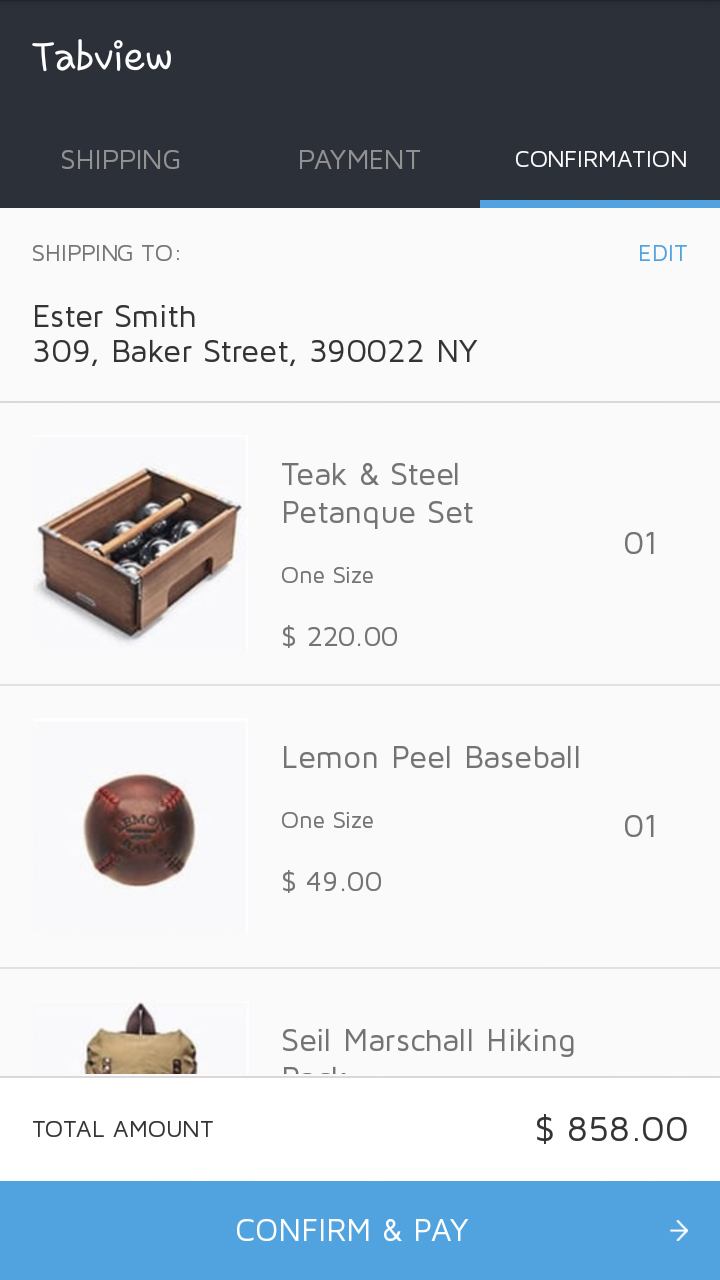 Tabview
SHIPPING
PAYMENT
CONFIRMATION
SHIPPING TO:
EDIT
Ester Smith
309, Baker Street, 390022 NY
Teak & Steel
Petanque Set
One Size
$ 220.00
01
Lemon Peel Baseball
One Size
$ 49.00
01
Seil Marschall Hiking
TOTAL AMOUNT
$ 858.00
CONFIRM & PAY